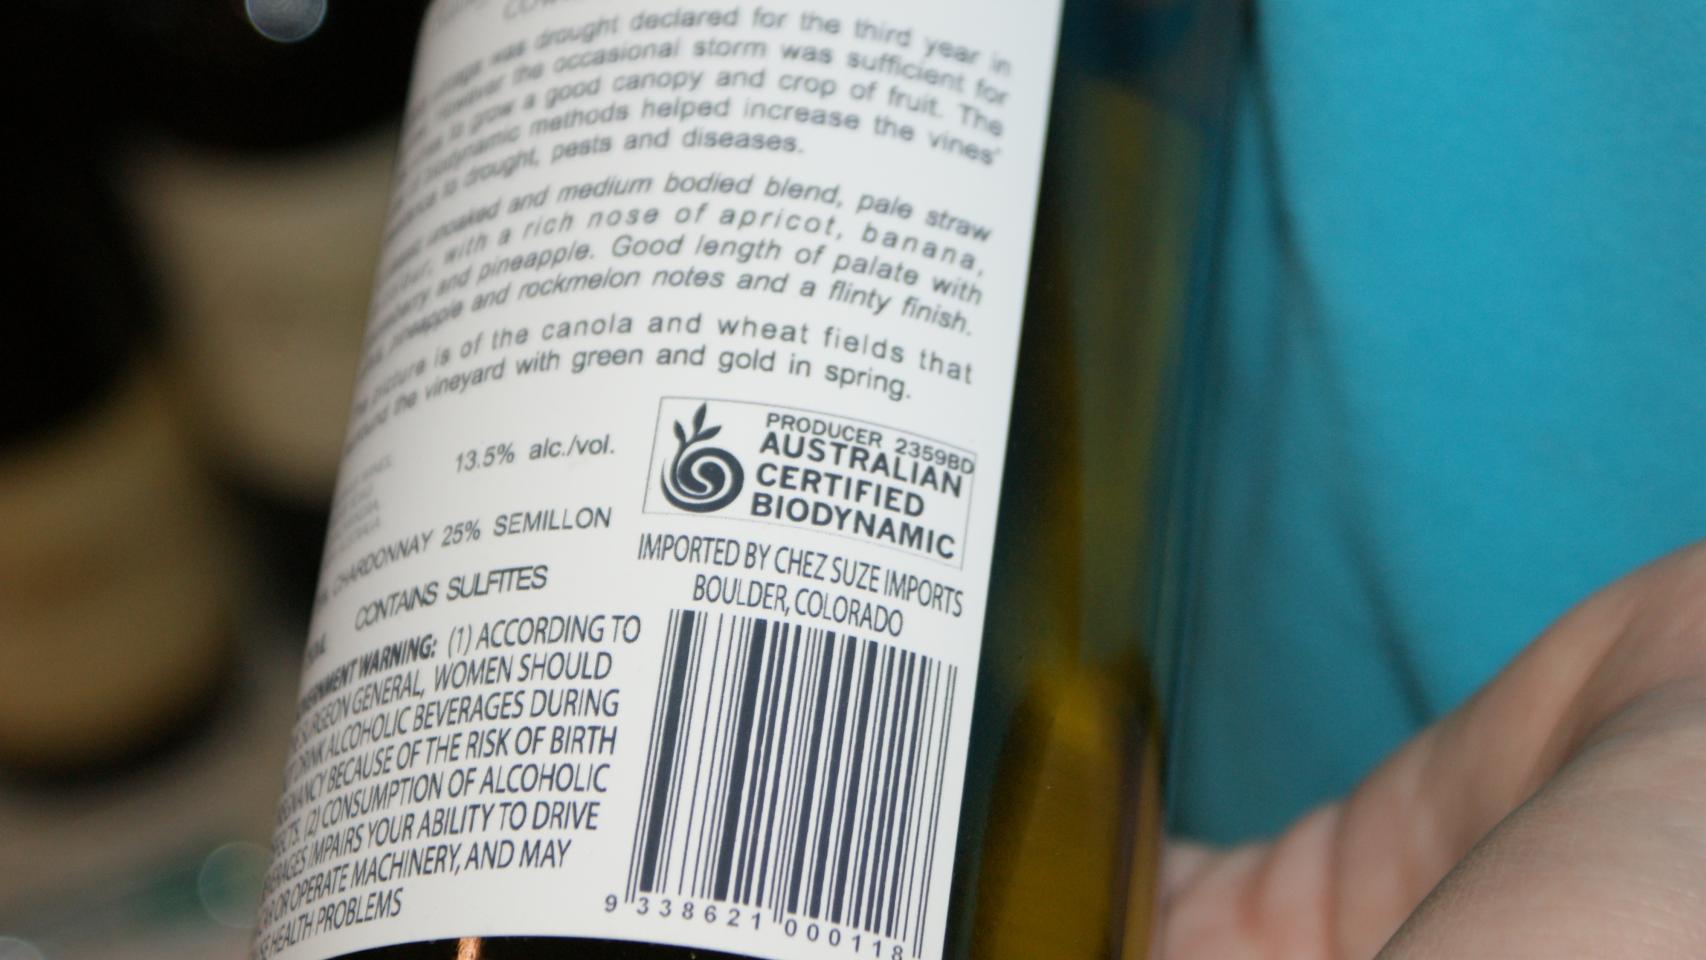 was drought declared for the third year in
the occasional storm was sufficient for
to grow a good canopy and crop of fruit. The
biodynamic methods helped increase the vines'
to drought, pests and diseases.
unoaked and medium bodied blend, pale straw
with a rich nose of apricot, banana,
and pineapple. Good length of palate with
pineapple and rockmelon notes and a flinty finish.
picture is of the canola and wheat fields that
the vineyard with green and gold in spring.
13.5% alc./vol.
CHARDONNAY 25% SEMILLON
CONTAINS SULFITES
PRODUCER 2359BD
AUSTRALIAN
CERTIFIED
BIODYNAMIC
IMPORTED BY CHEZ SUZE IMPORTS
BOULDER, COLORADO
WARNING: (1) ACCORDING TO
SURGEON GENERAL, WOMEN SHOULD
DRINK ALCOHOLIC BEVERAGES DURING
BECAUSE OF THE RISK OF BIRTH
(2) CONSUMPTION OF ALCOHOLIC
IMPAIRS YOUR ABILITY TO DRIVE
OR OPERATE MACHINERY, AND MAY
HEALTH PROBLEMS
9 338621 000118